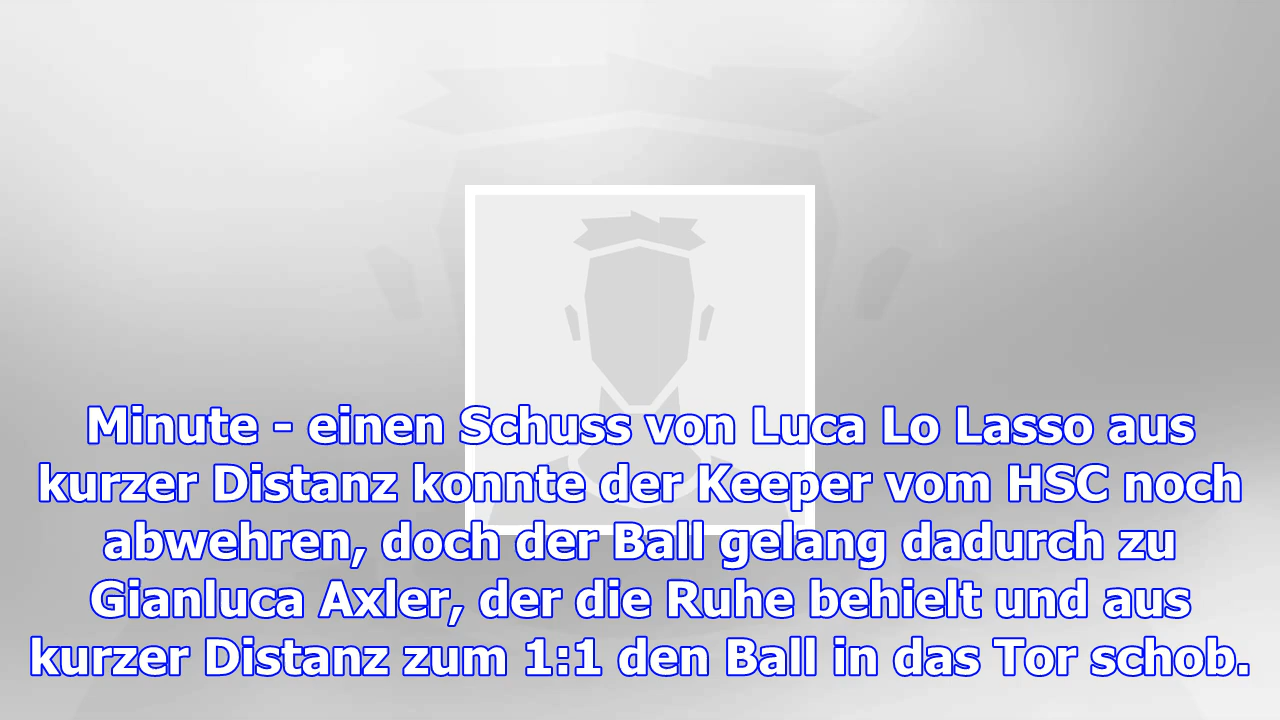 Minute - einen Schuss von Luca Lo Lasso aus
kurzer Distanz konnte der Keeper vom HSC noch
abwehren, doch der Ball gelang dadurch zu
Gianluca Axler, der die Ruhe behielt und aus
kurzer Distanz zum 1:1 den Ball in das Tor schob.